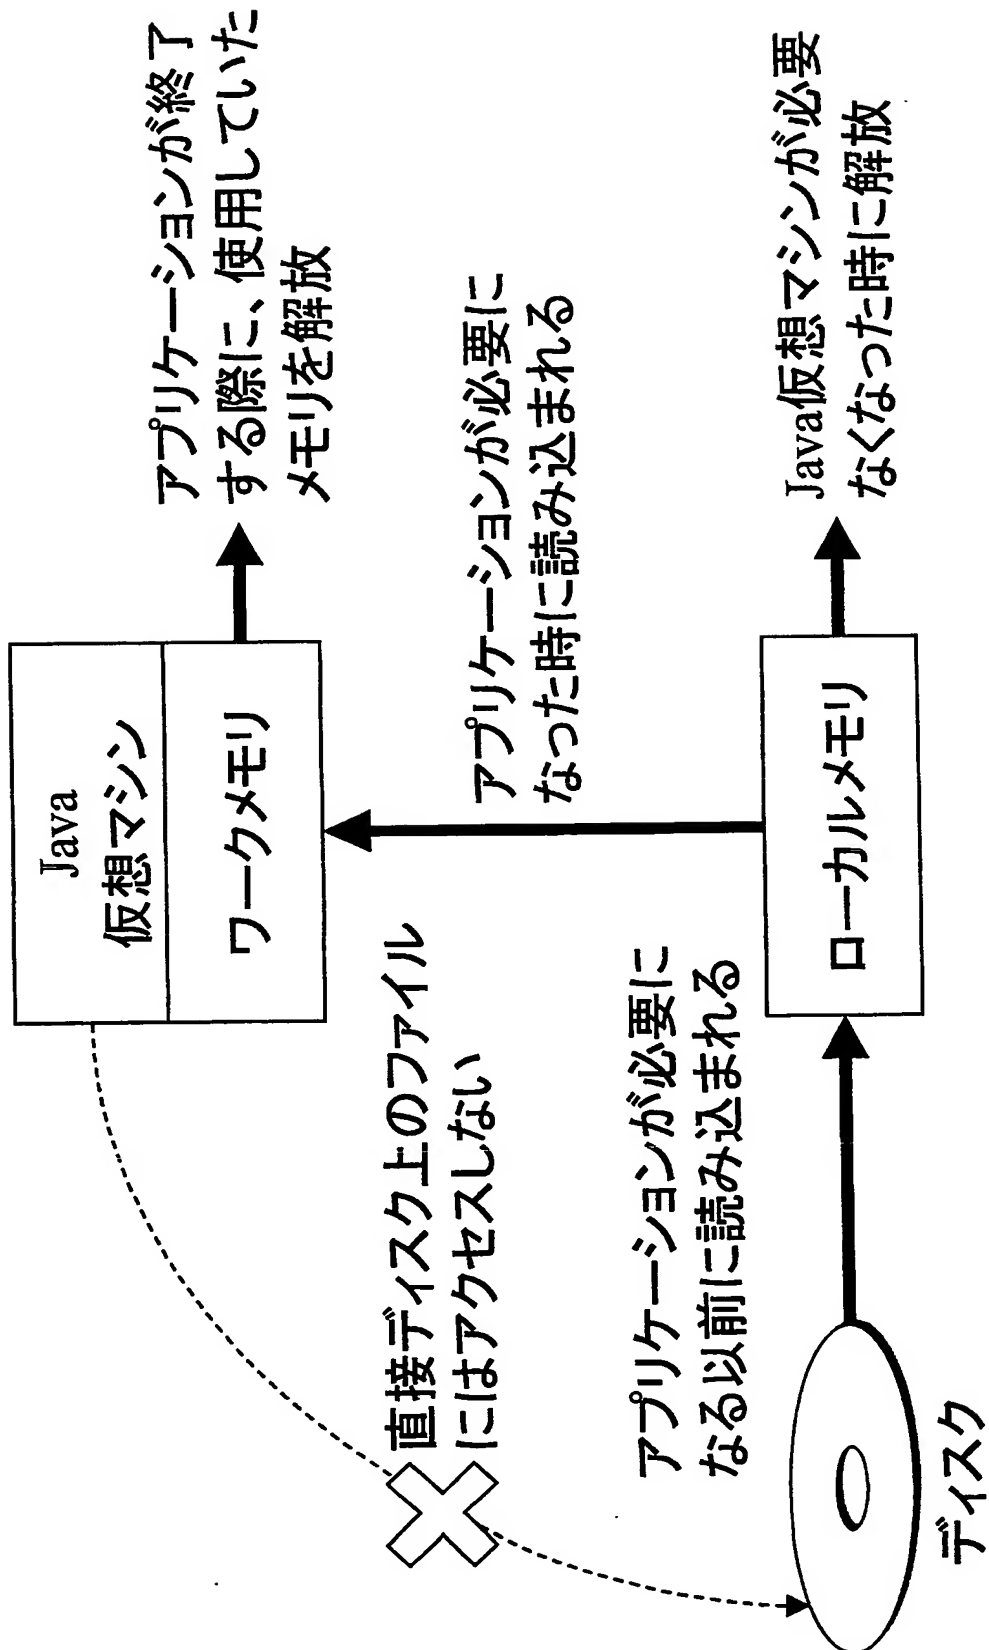 Java
仮想マシン
ワークメモリ
アプリケーションが終了
する際に、使用していた
メモリを解放
直接ディスク上のファイル
にはアクセスしない
アプリケーションが必要に
なった時に読み込まれる
アプリケーションが必要に
なる以前に読み込まれる
ローカルメモリ
Java仮想マシンが必要
なくなった時に解放
ディスク